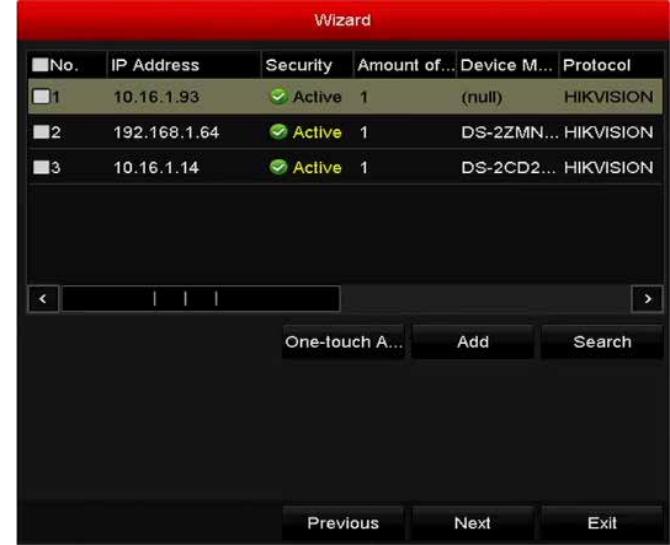 Wizard
No. IP Address Security Amount of... Device M... Protocol
1 10.16.1.93 Active 1 (null) HIKVISION
2 192.168.1.64 Active 1 DS-2ZMN... HIKVISION
3 10.16.1.14 Active 1 DS-2CD2... HIKVISION
One-touch A... Add Search
Previous Next Exit